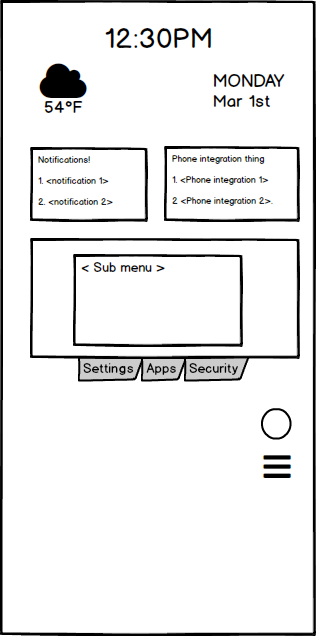 12:30PM
54°F
MONDAY
Mar 1st
Notifications!
1. <notification 1>
2. <notification 2>
Phone integration thing
1. <Phone integration 1>
2 <Phone integration 2>.
< Sub menu >
Settings Apps Security